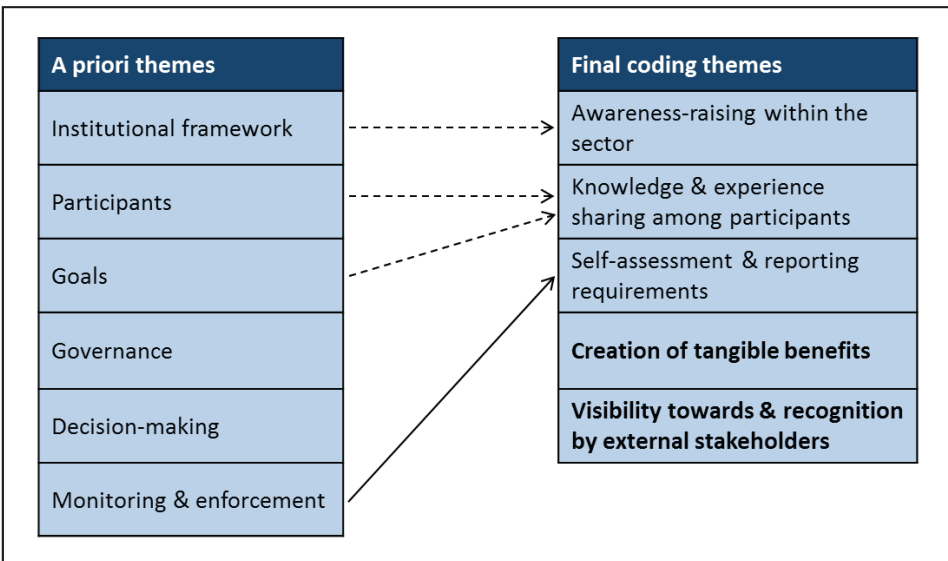 A priori themes
Institutional framework
Participants
Goals
Governance
Decision-making
Monitoring & enforcement
Final coding themes
Awareness-raising within the
sector
Knowledge & experience
sharing among participants
Self-assessment & reporting
requirements
Creation of tangible benefits
Visibility towards & recognition
by external stakeholders